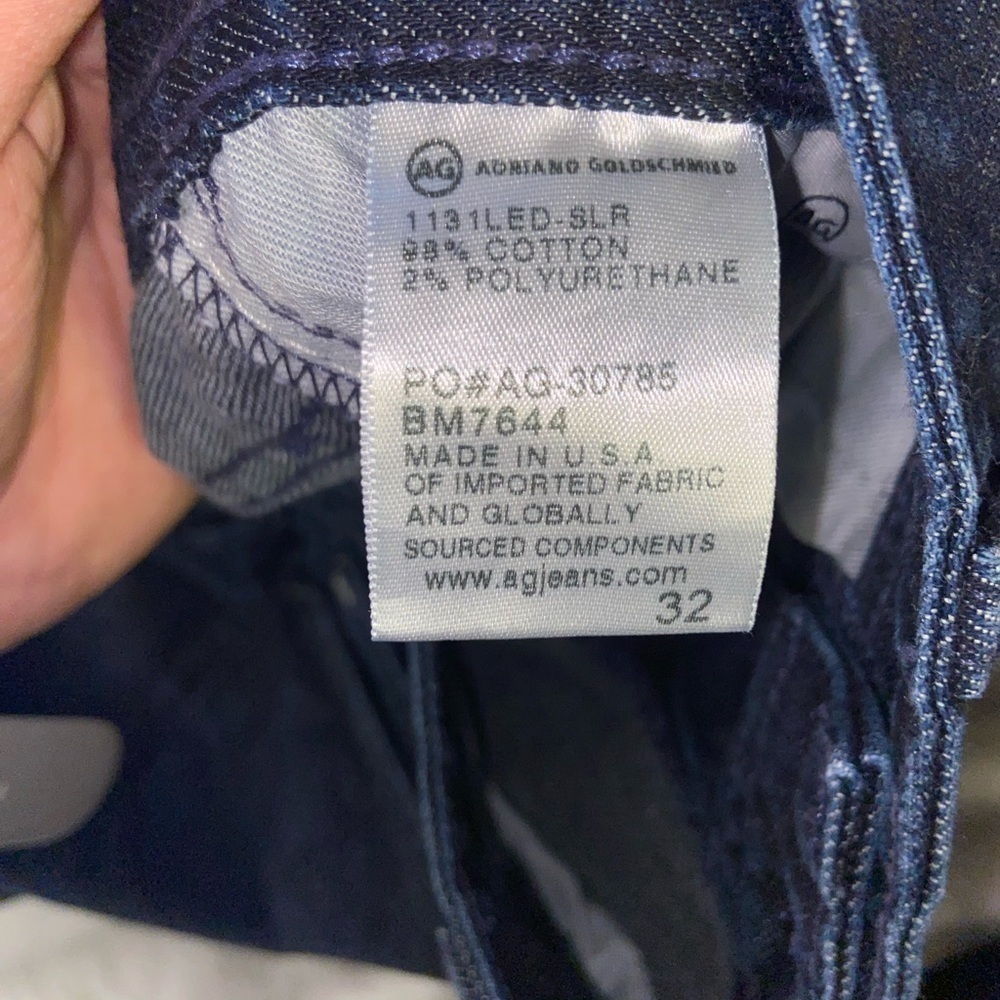 AG ADRIANO GOLDSCHMIED
1131LED-SLR
98% COTTON
2% POLYURETHANE
PO#AG-30785
BM7644
MADE IN U S A
OF IMPORTED FABRIC
AND GLOBALLY
SOURCED COMPONENTS
www.agjeans.com
32
AG